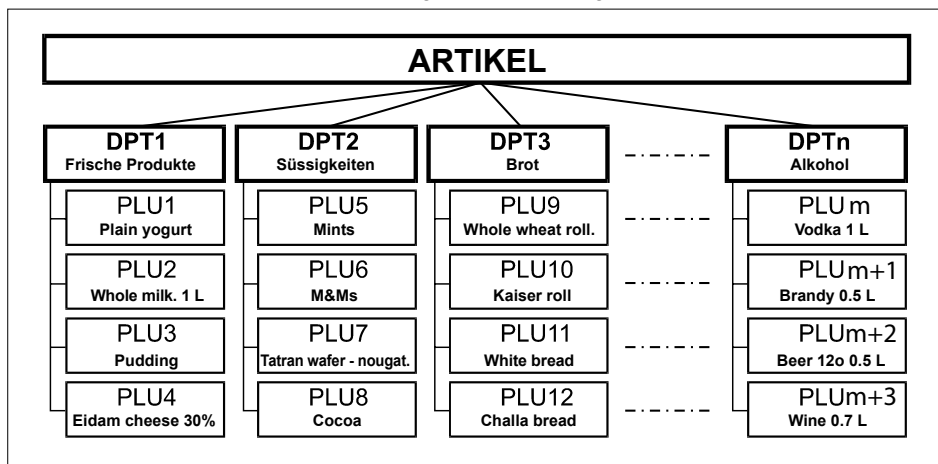 ARTIKEL
DPT1
Frische Produkte
PLU1
Plain yogurt
PLU2
Whole milk. 1 L
PLU3
Pudding
PLU4
Eidam cheese 30%
DPT2
Süssigkeiten
PLU5
Mints
PLU6
M&Ms
PLU7
Tatran wafer - nougat.
PLU8
Cocoa
DPT3
Brot
PLU9
Whole wheat roll.
PLU10
Kaiser roll
PLU11
White bread
PLU12
Challa bread
DPTn
Alkohol
PLU m
Vodka 1 L
PLUm+1
Brandy 0.5 L
PLUm+2
Beer 12o 0.5 L
PLUm+3
Wine 0.7 L